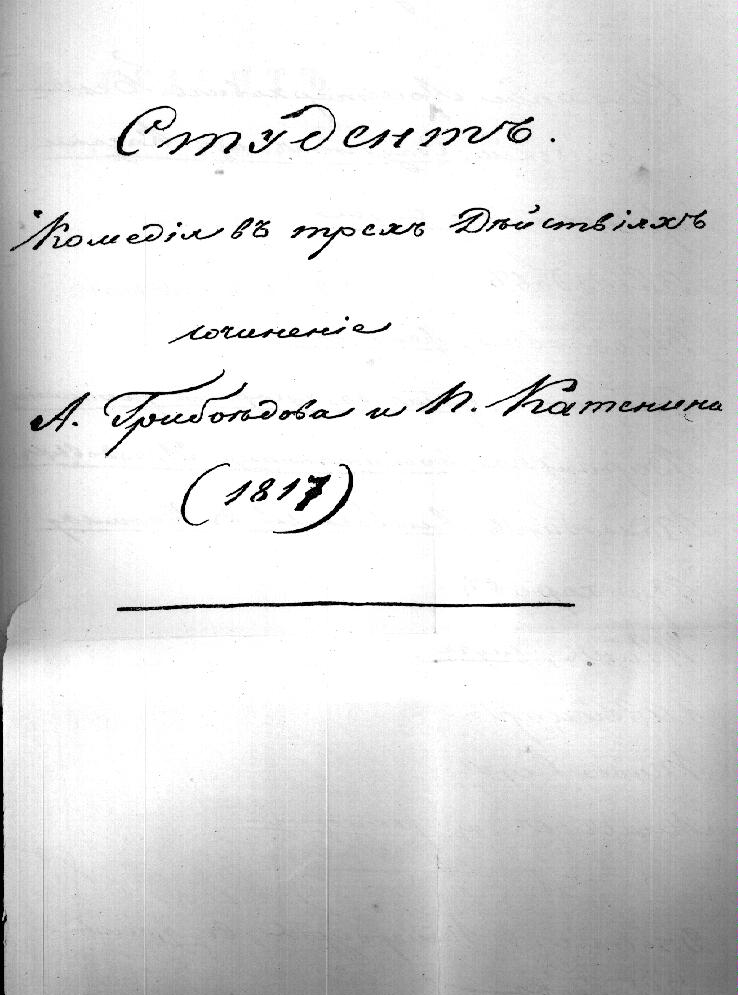 Студентъ.
Комедія въ трехъ Дѣйствіяхъ
сочиненіе
А. Грибоѣдова и П. Катенина
(1817)